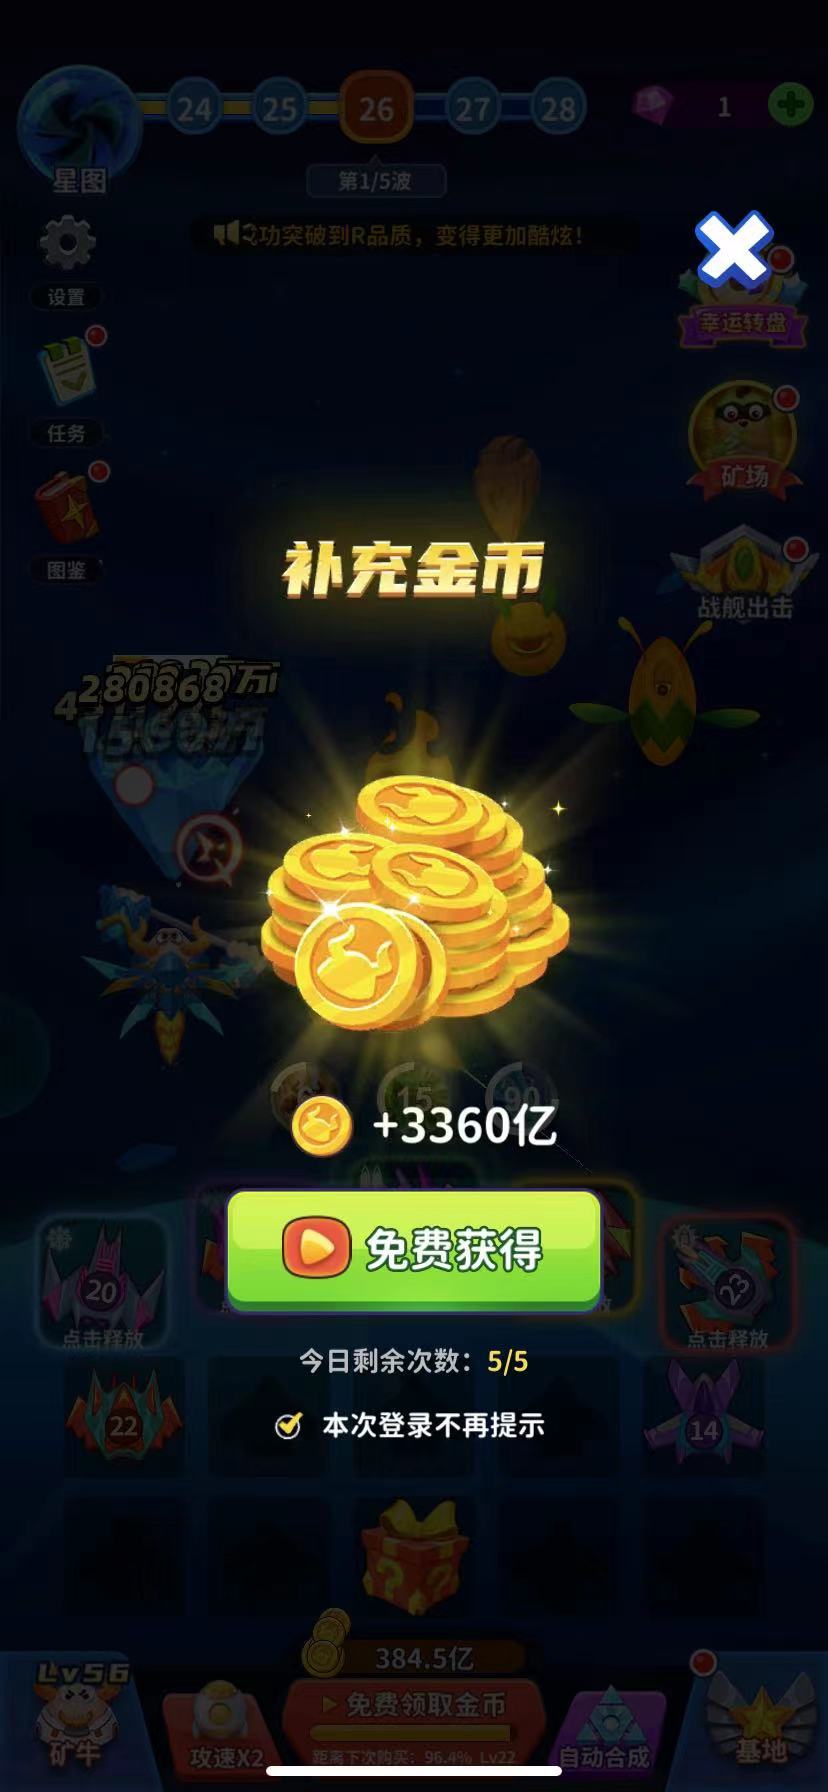 24 25 26 27 28
1
星图
第1/5波
功突破到R品质，变得更加酷炫！
设置
幸运转盘
任务
矿场
图鉴
战舰出击
补充金币
280868万
+3360亿
免费获得
20
点击释放
23
点击释放
今日剩余次数：5/5
22
本次登录不再提示
14
384.5亿
Lv56
矿牛
攻速X2
免费领取金币
距离下次购买：96.4% Lv22
自动合成
基地